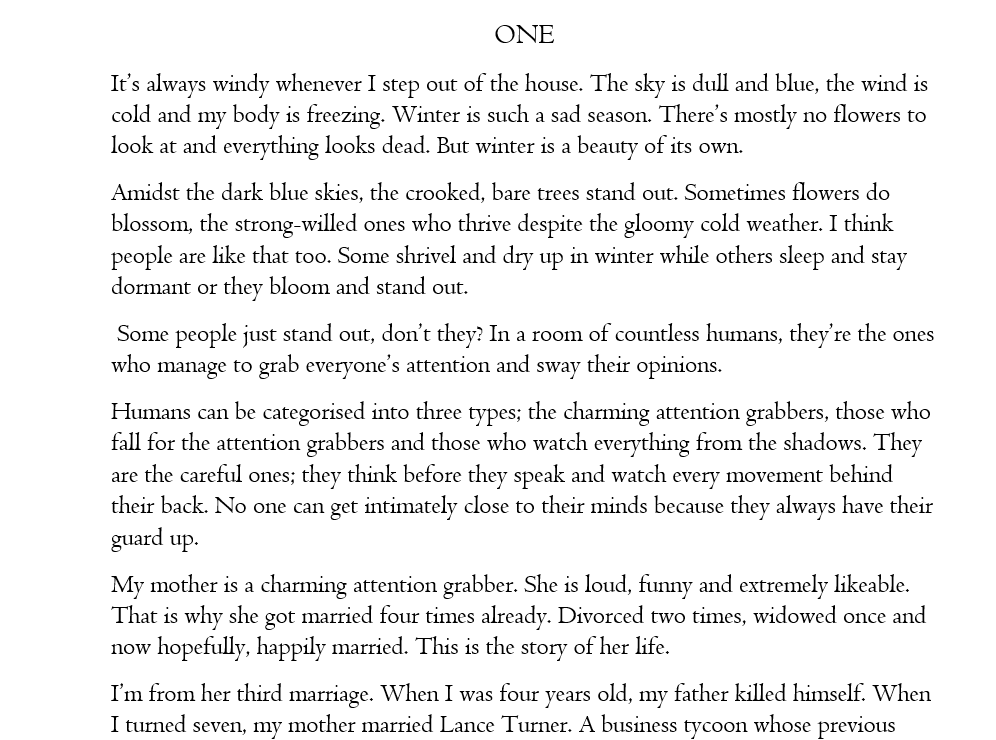 ONE
It’s always windy whenever I step out of the house. The sky is dull and blue, the wind is
cold and my body is freezing. Winter is such a sad season. There’s mostly no flowers to
look at and everything looks dead. But winter is a beauty of its own.
Amidst the dark blue skies, the crooked, bare trees stand out. Sometimes flowers do
blossom, the strong-willed ones who thrive despite the gloomy cold weather. I think
people are like that too. Some shrivel and dry up in winter while others sleep and stay
dormant or they bloom and stand out.
Some people just stand out, don’t they? In a room of countless humans, they’re the ones
who manage to grab everyone’s attention and sway their opinions.
Humans can be categorised into three types; the charming attention grabbers, those who
fall for the attention grabbers and those who watch everything from the shadows. They
are the careful ones; they think before they speak and watch every movement behind
their back. No one can get intimately close to their minds because they always have their
guard up.
My mother is a charming attention grabber. She is loud, funny and extremely likeable.
That is why she got married four times already. Divorced two times, widowed once and
now hopefully, happily married. This is the story of her life.
I’m from her third marriage. When I was four years old, my father killed himself. When
I turned seven, my mother married Lance Turner. A business tycoon whose previous